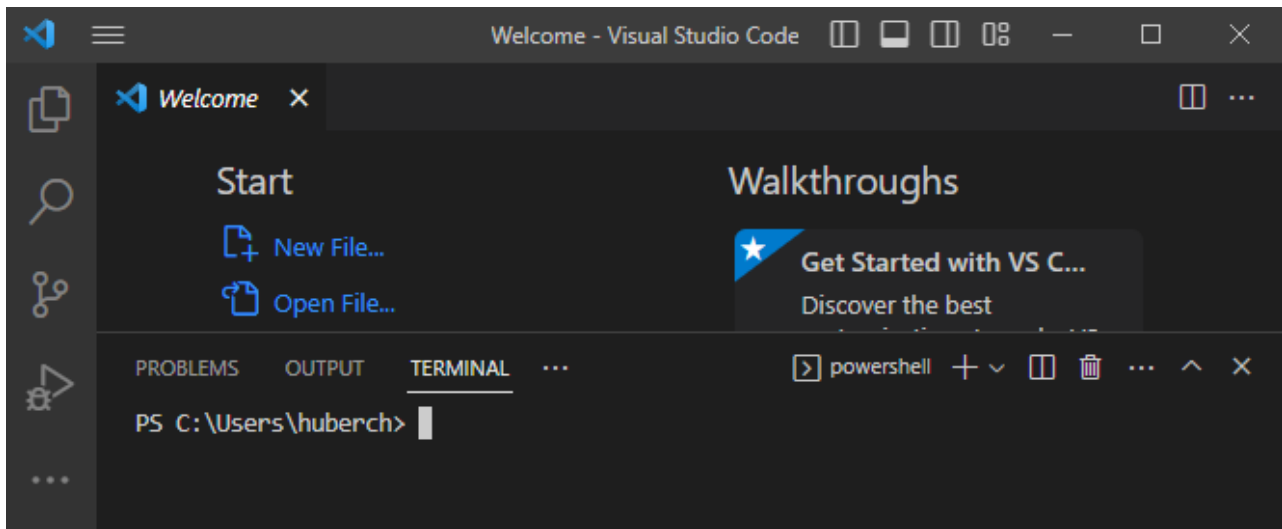 Welcome - Visual Studio Code
Welcome
Start
New File...
Open File...
Walkthroughs
Get Started with VS C...
Discover the best
PROBLEMS OUTPUT TERMINAL ··· powershell
PS C:\Users\huberch>